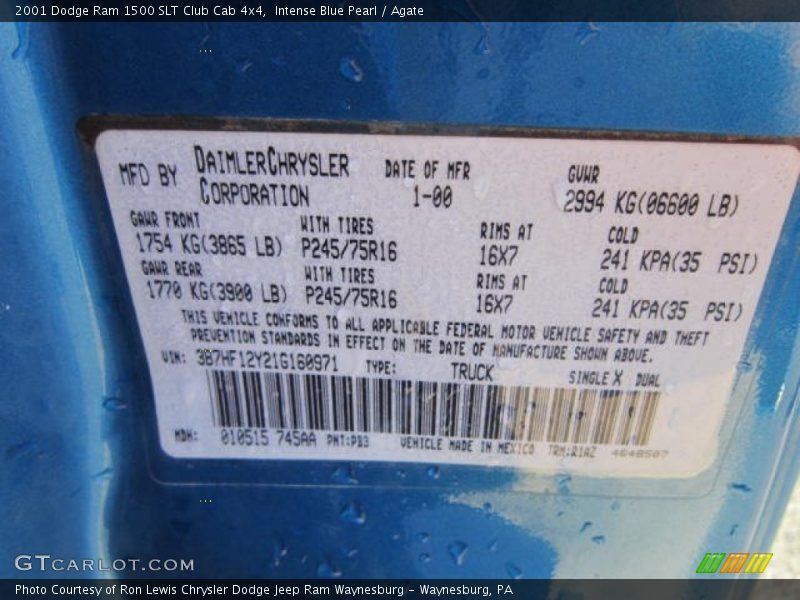 2001 Dodge Ram 1500 SLT Club Cab 4x4, Intense Blue Pearl / Agate
MFD BY DAIMLERCHRYSLER CORPORATION DATE OF MFR 1-00 GVWR 2994 KG(06600 LB)
GAWR FRONT WITH TIRES RIMS AT COLD
1754 KG(3865 LB) P245/75R16 16X7 241 KPA(35 PSI)
GAWR REAR WITH TIRES RIMS AT COLD
1770 KG(3900 LB) P245/75R16 16X7 241 KPA(35 PSI)
THIS VEHICLE CONFORMS TO ALL APPLICABLE FEDERAL MOTOR VEHICLE SAFETY AND THEFT
PREVENTION STANDARDS IN EFFECT ON THE DATE OF MANUFACTURE SHOWN ABOVE.
VIN: 3B7HF12Y21G160971 TYPE: TRUCK SINGLE X DUAL
MDH: 010515 745AA PNT:PB3 VEHICLE MADE IN MEXICO TRM:R1AZ 4648507
GTCARLOT.COM
Photo Courtesy of Ron Lewis Chrysler Dodge Jeep Ram Waynesburg - Waynesburg, PA